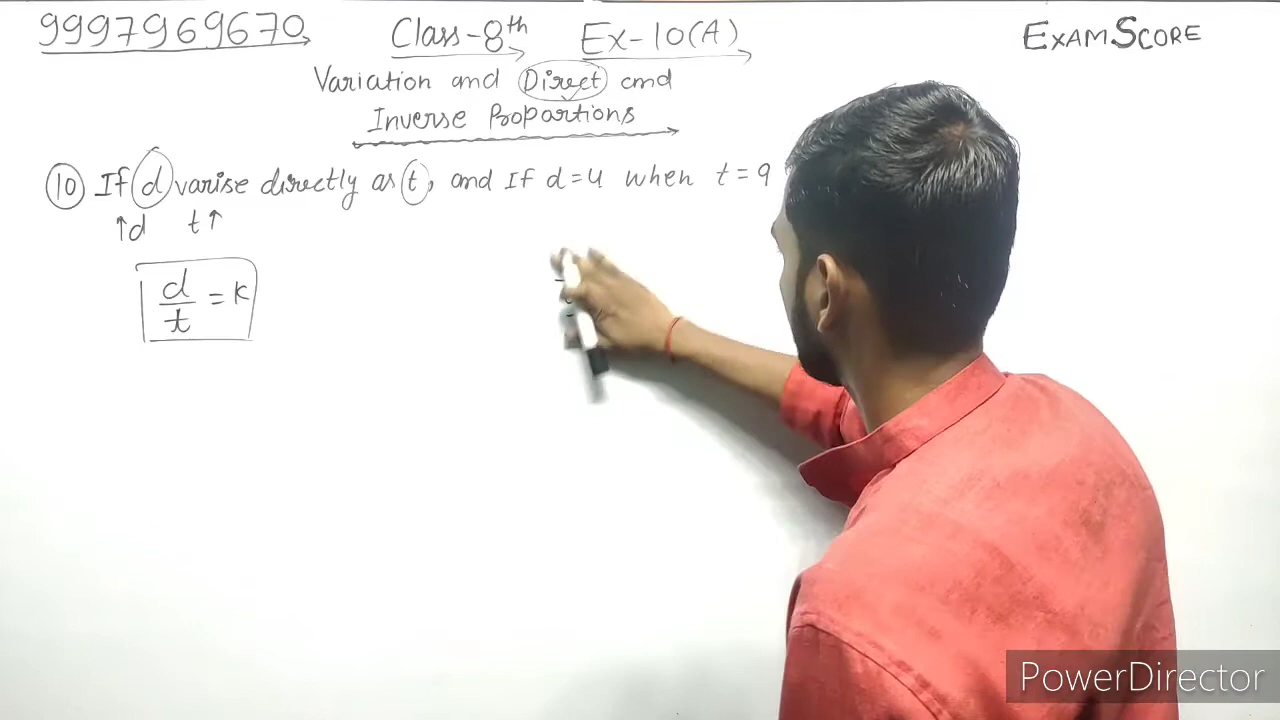 9997969670
Class-8th Ex-10(A)
EXAMSCORE
Variation and Direct and
Inverse Propartions
(10) If d varise directly as t, and If d=4 when t=9
↑d t↑
d/t = k
PowerDirector